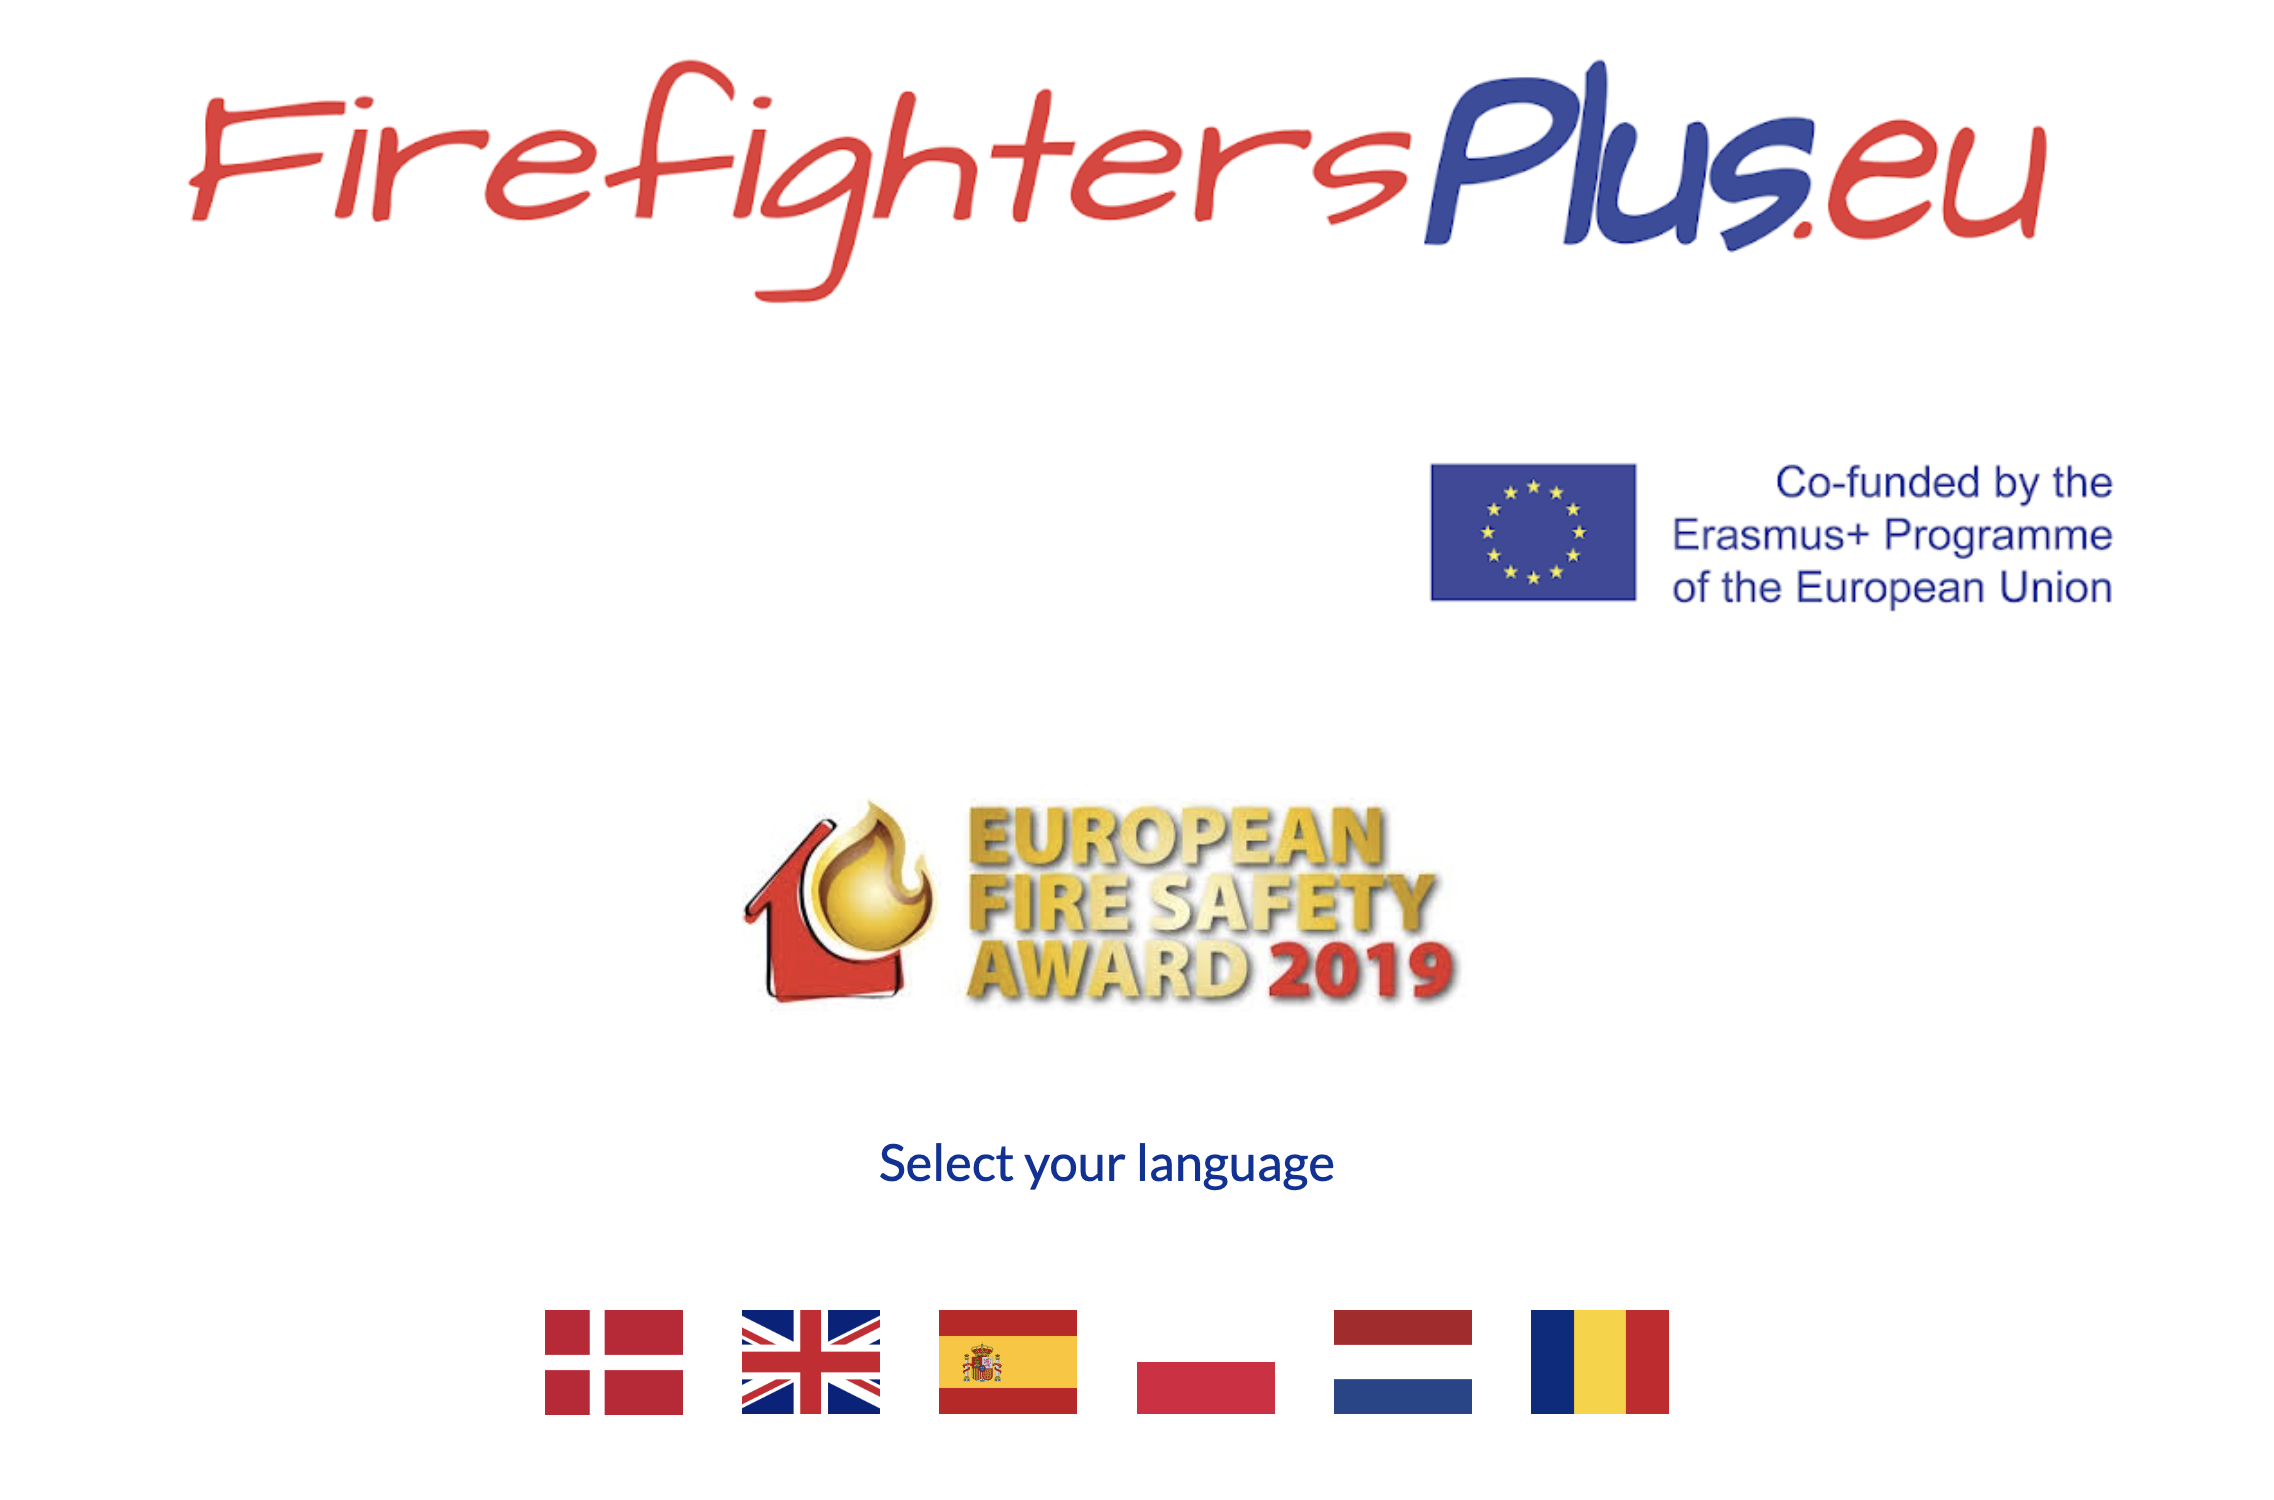 FirefightersPlus.eu
Co-funded by the
Erasmus+ Programme
of the European Union
EUROPEAN
FIRE SAFETY
AWARD 2019
Select your language